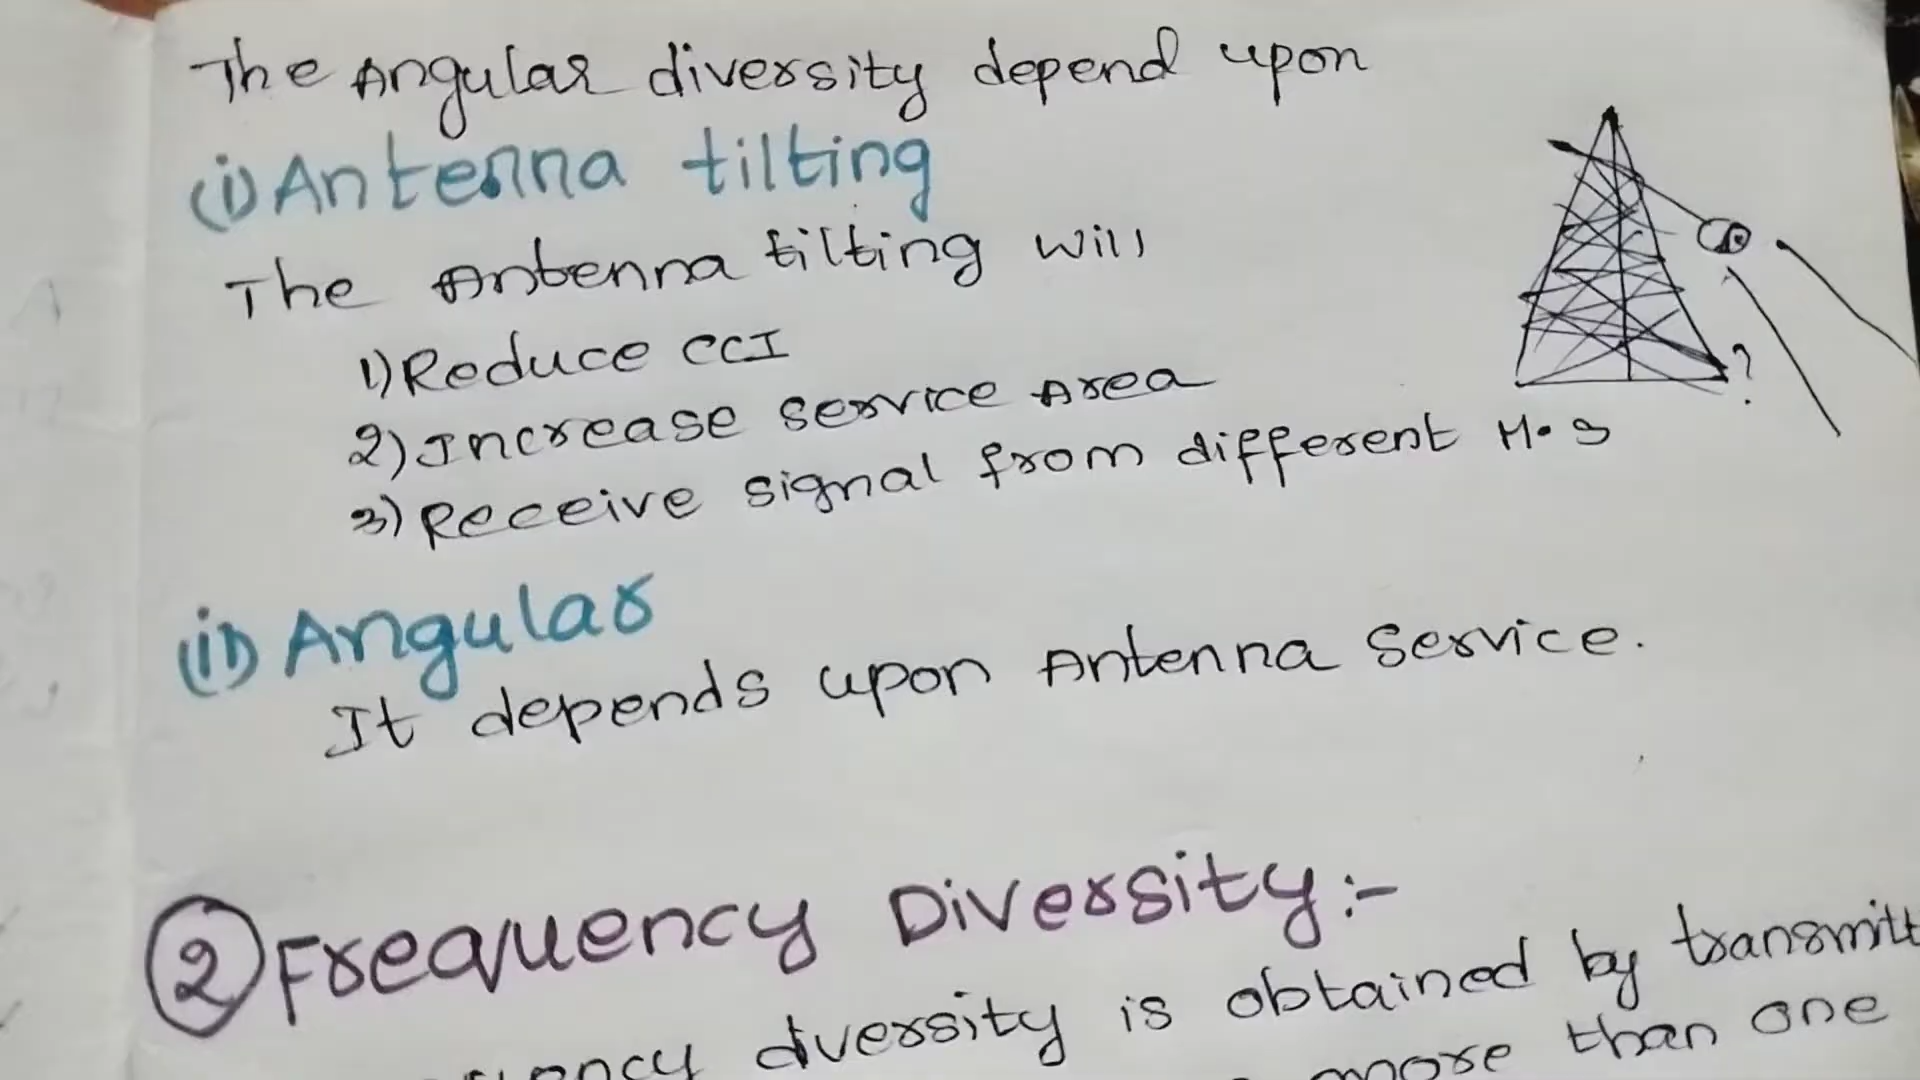 The Angular diversity depend upon
(i) Antenna tilting
The Antenna tilting will
1) Reduce CCI
2) Increase service Area
3) Receive signal from different M.S
?
(ii) Angular
It depends upon Antenna Service.
② Frequency Diversity :-
diversity is obtained by transmitt
more than one